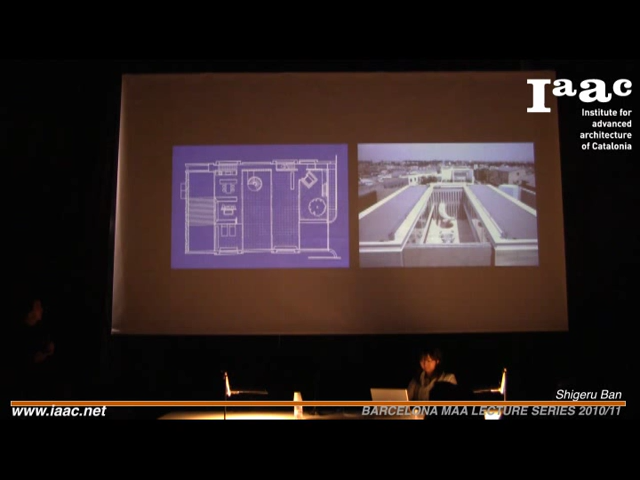 Iaac
Institute for
advanced
architecture
of Catalonia
Shigeru Ban
www.iaac.net
BARCELONA MAA LECTURE SERIES 2010/11